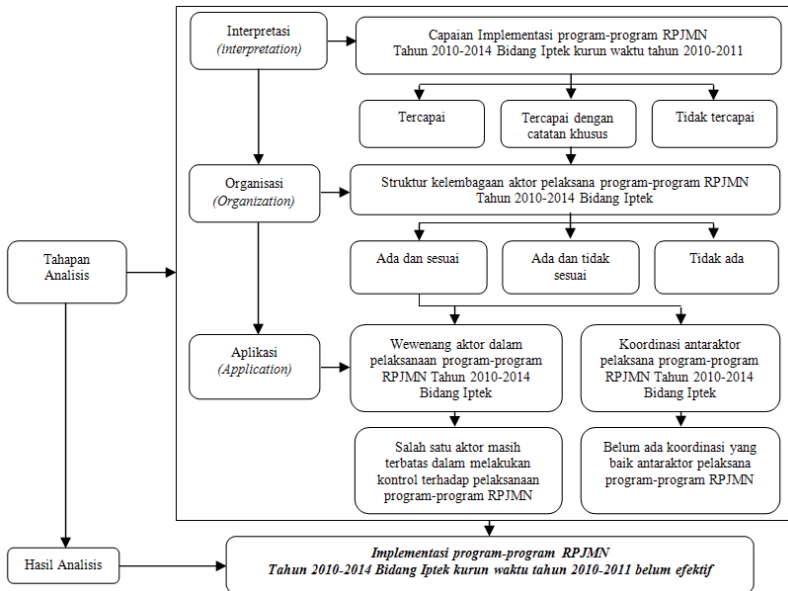 Interpretasi
(interpretation)
Capaian Implementasi program-program RPJMN
Tahun 2010-2014 Bidang Iptek kurun waktu tahun 2010-2011
Tercapai
Tercapai dengan
catatan khusus
Tidak tercapai
Organisasi
(Organization)
Struktur kelembagaan aktor pelaksana program-program RPJMN
Tahun 2010-2014 Bidang Iptek
Tahapan
Analisis
Ada dan sesuai
Ada dan tidak
sesuai
Tidak ada
Aplikasi
(Application)
Wewenang aktor dalam
pelaksanaan program-program
RPJMN Tahun 2010-2014
Bidang Iptek
Koordinasi antaraktor
pelaksana program-program
RPJMN Tahun 2010-2014
Bidang Iptek
Salah satu aktor masih
terbatas dalam melakukan
kontrol terhadap pelaksanaan
program-program RPJMN
Belum ada koordinasi yang
baik antaraktor pelaksana
program-program RPJMN
Hasil Analisis
Implementasi program-program RPJMN
Tahun 2010-2014 Bidang Iptek kurun waktu tahun 2010-2011 belum efektif